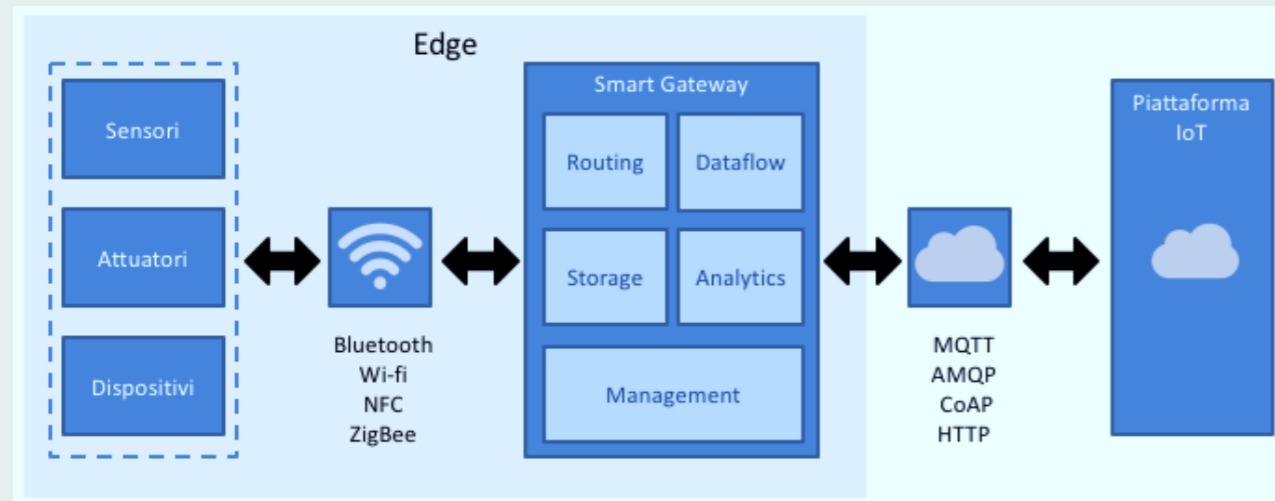 Edge
Sensori
Attuatori
Dispositivi
Bluetooth
Wi-fi
NFC
ZigBee
Smart Gateway
Routing
Dataflow
Storage
Analytics
Management
MQTT
AMQP
CoAP
HTTP
Piattaforma
IoT